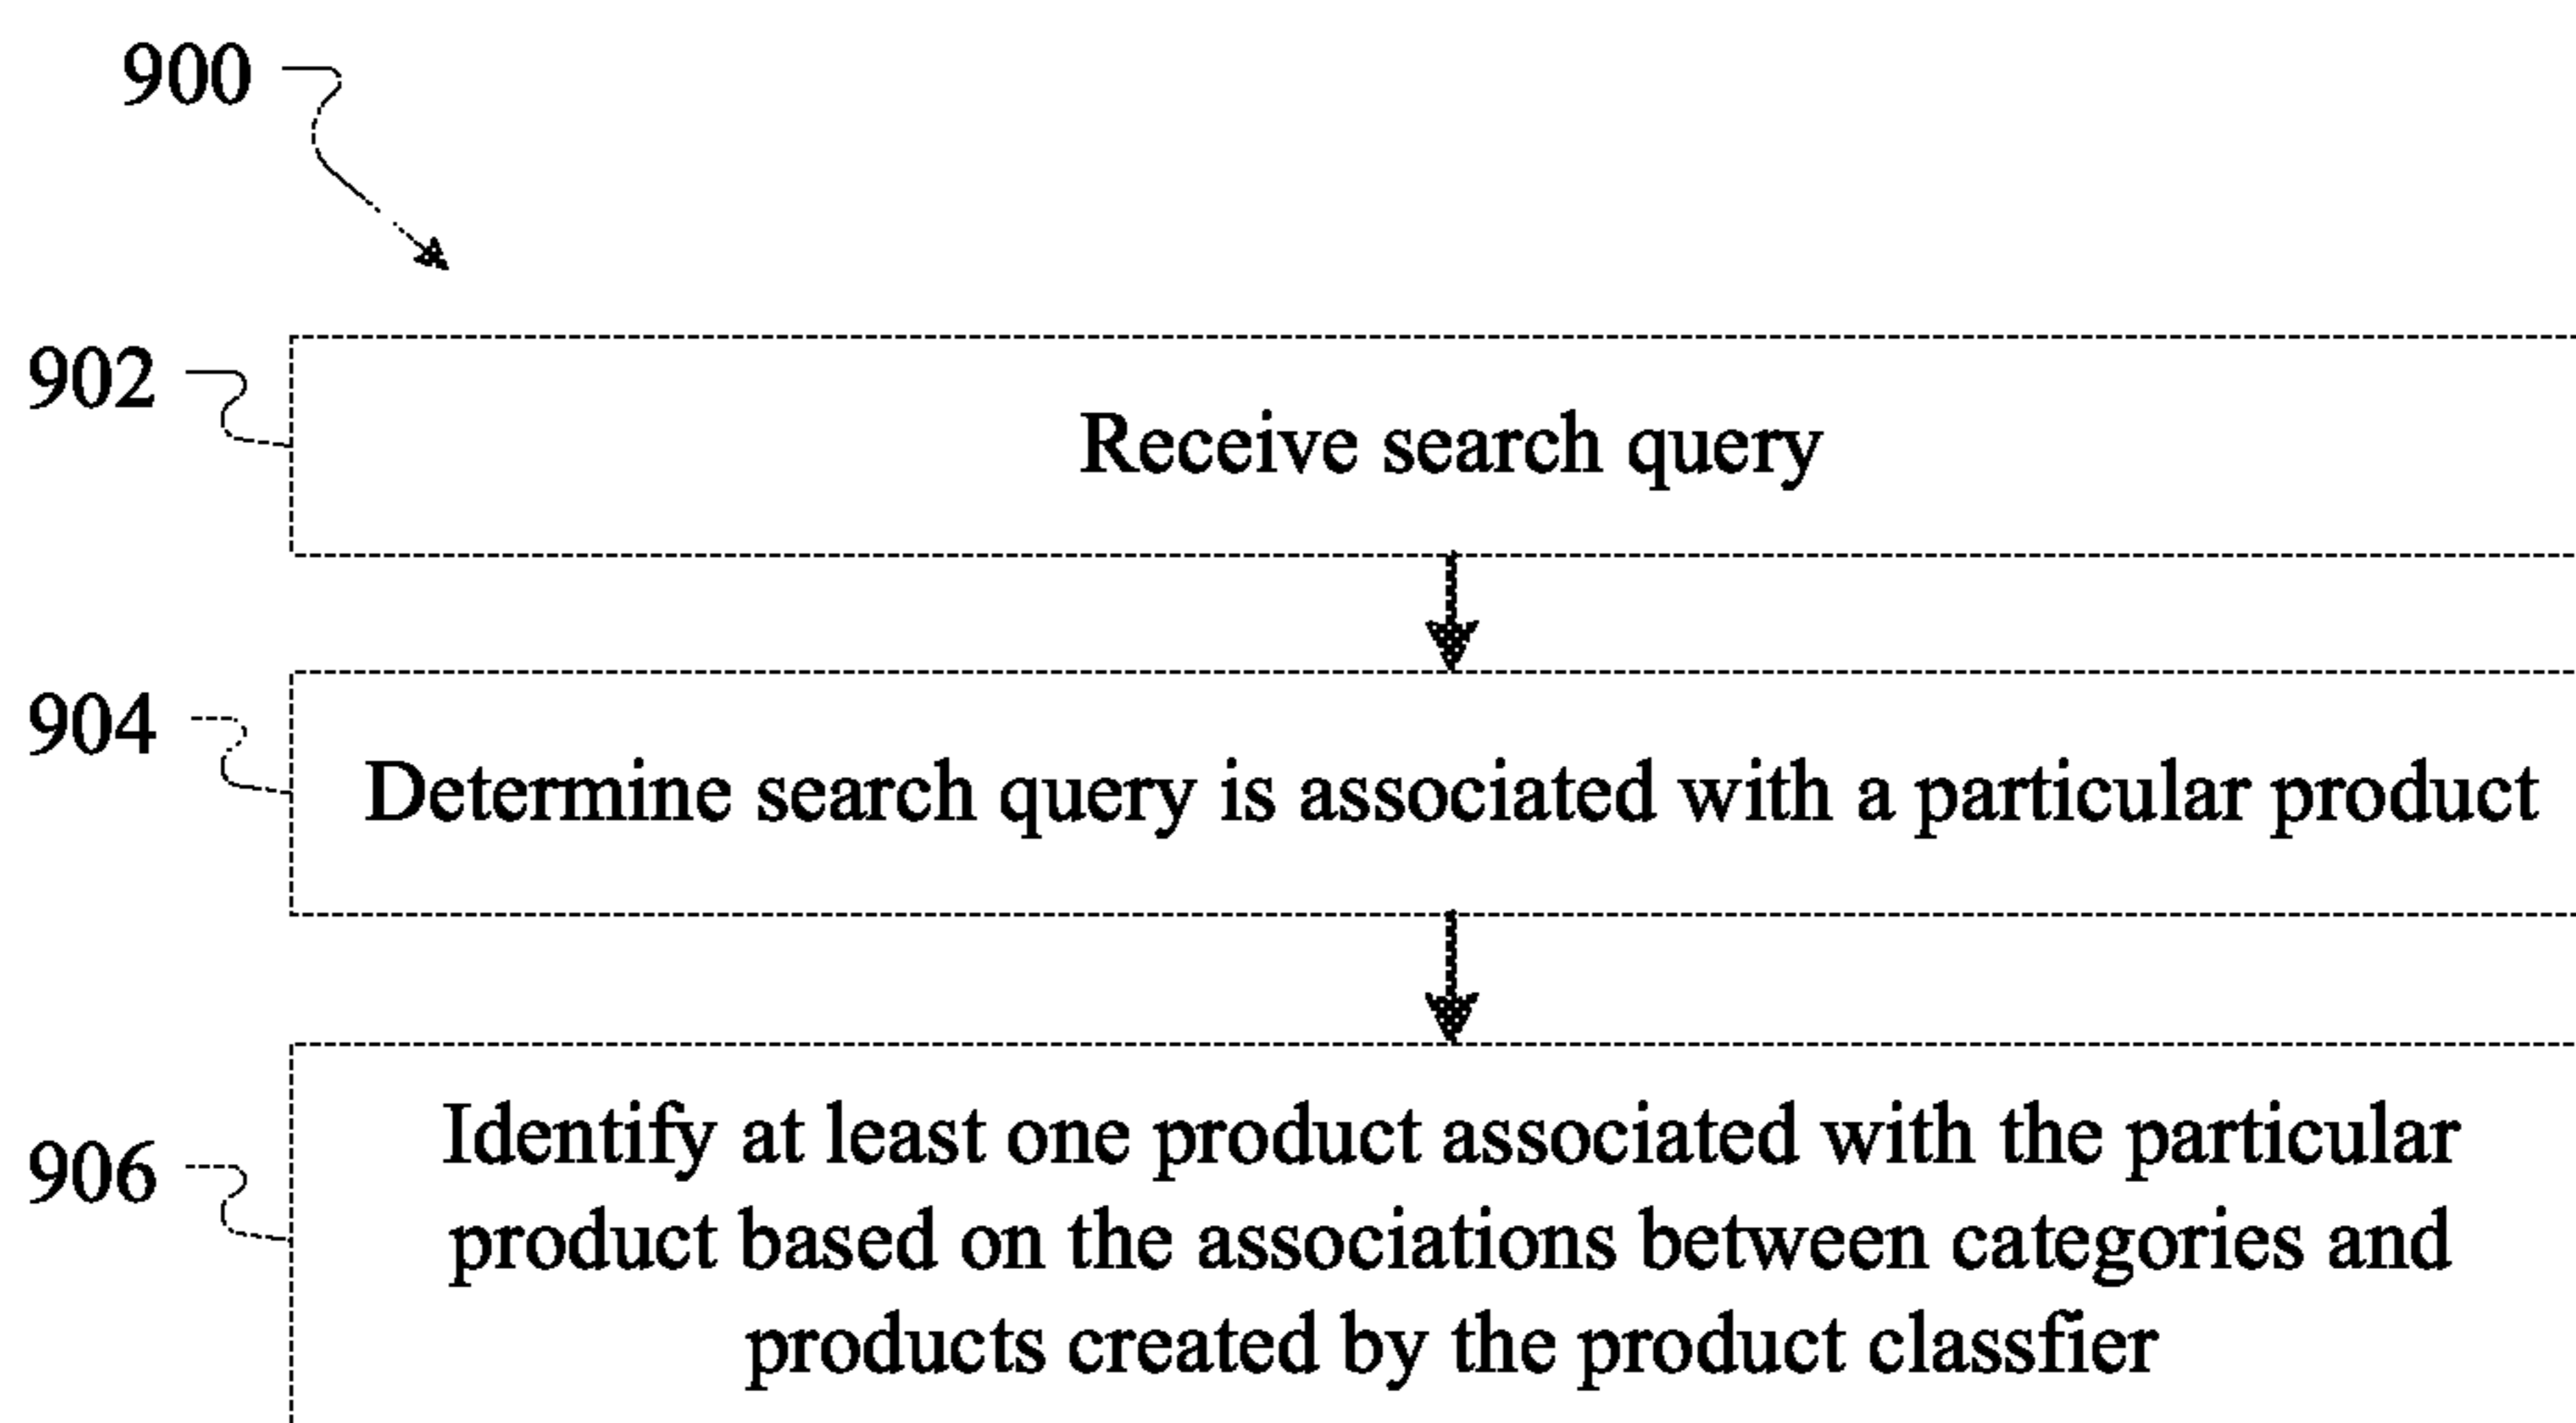 900
902
Receive search query
904
Determine search query is associated with a particular product
906
Identify at least one product associated with the particular
product based on the associations between categories and
products created by the product classfier